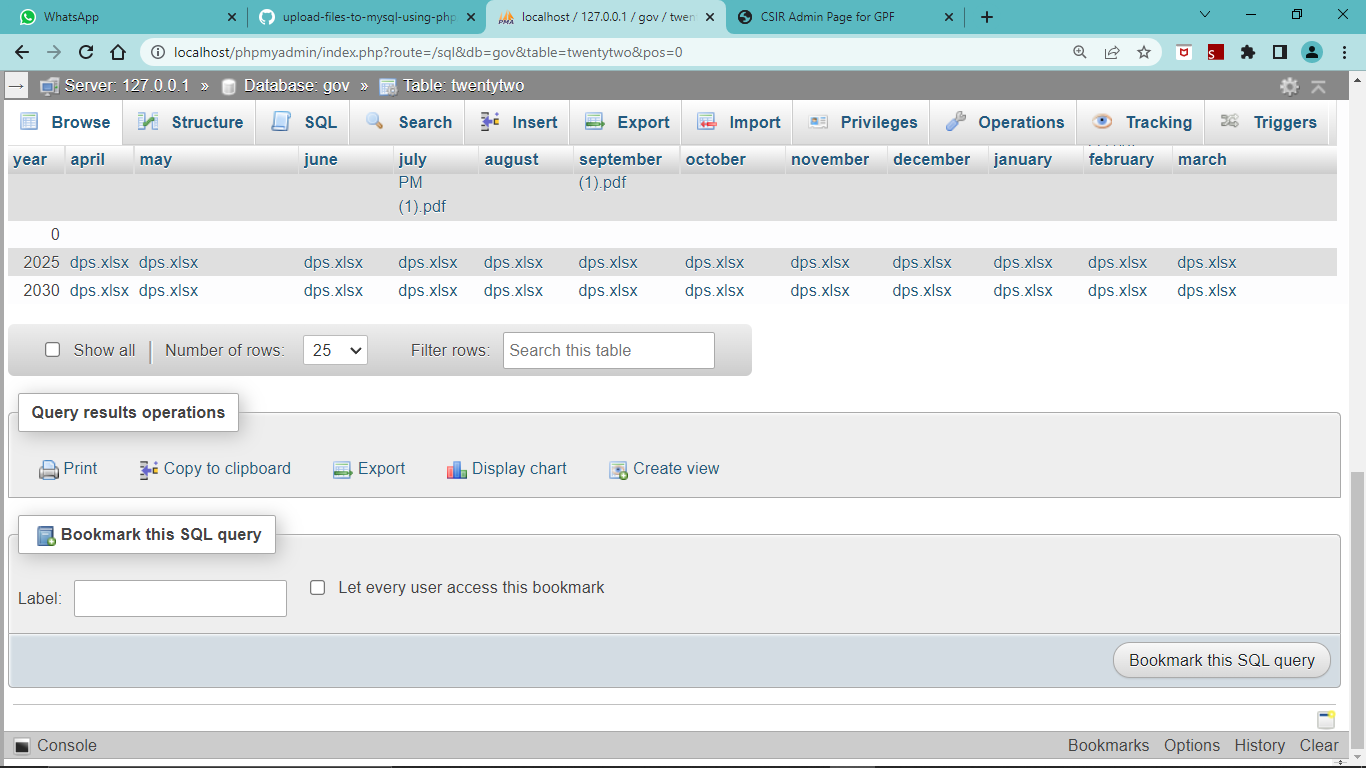 WhatsApp
upload-files-to-mysql-using-php
localhost / 127.0.0.1 / gov / twen
CSIR Admin Page for GPF
localhost/phpmyadmin/index.php?route=/sql&db=gov&table=twentytwo&pos=0
Server: 127.0.0.1 » Database: gov » Table: twentytwo
Browse Structure SQL Search Insert Export Import Privileges Operations Tracking Triggers
year april may june july august september october november december january february march
PM (1).pdf
(1).pdf
0
2025 dps.xlsx dps.xlsx dps.xlsx dps.xlsx dps.xlsx dps.xlsx dps.xlsx dps.xlsx dps.xlsx dps.xlsx dps.xlsx dps.xlsx
2030 dps.xlsx dps.xlsx dps.xlsx dps.xlsx dps.xlsx dps.xlsx dps.xlsx dps.xlsx dps.xlsx dps.xlsx dps.xlsx dps.xlsx
Show all Number of rows: 25 Filter rows: Search this table
Query results operations
Print Copy to clipboard Export Display chart Create view
Bookmark this SQL query
Label: Let every user access this bookmark
Bookmark this SQL query
Console Bookmarks Options History Clear